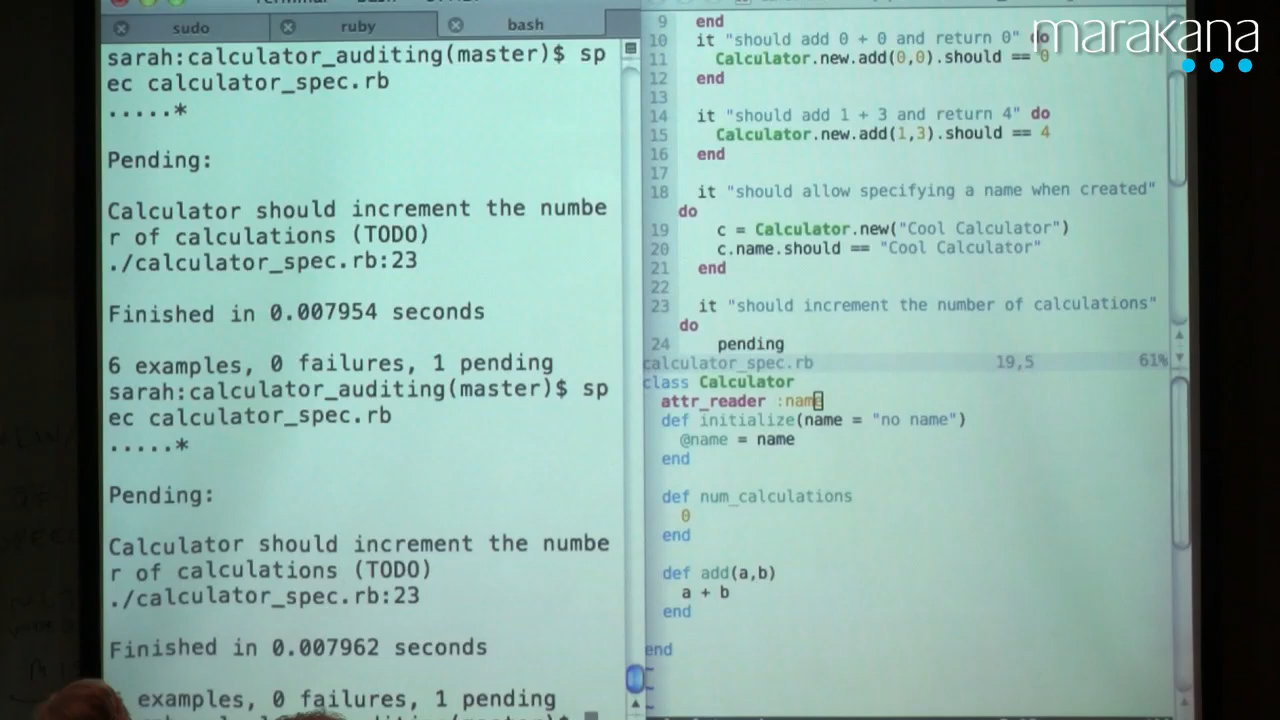 sudo
ruby
bash
sarah:calculator_auditing(master)$ sp
ec calculator_spec.rb
.....*
Pending:
Calculator should increment the numbe
r of calculations (TODO)
./calculator_spec.rb:23
Finished in 0.007954 seconds
6 examples, 0 failures, 1 pending
sarah:calculator_auditing(master)$ sp
ec calculator_spec.rb
.....*
Pending:
Calculator should increment the numbe
r of calculations (TODO)
./calculator_spec.rb:23
Finished in 0.007962 seconds
examples, 0 failures, 1 pending
9 end
10 it "should add 0 + 0 and return 0" do
11 Calculator.new.add(0,0).should == 0
12 end
13
14 it "should add 1 + 3 and return 4" do
15 Calculator.new.add(1,3).should == 4
16 end
17
18 it "should allow specifying a name when created"
do
19 c = Calculator.new("Cool Calculator")
20 c.name.should == "Cool Calculator"
21 end
22
23 it "should increment the number of calculations"
do
24 pending
calculator_spec.rb 19,5 61%
class Calculator
attr_reader :name
def initialize(name = "no name")
@name = name
end
def num_calculations
0
end
def add(a,b)
a + b
end
end
marakana